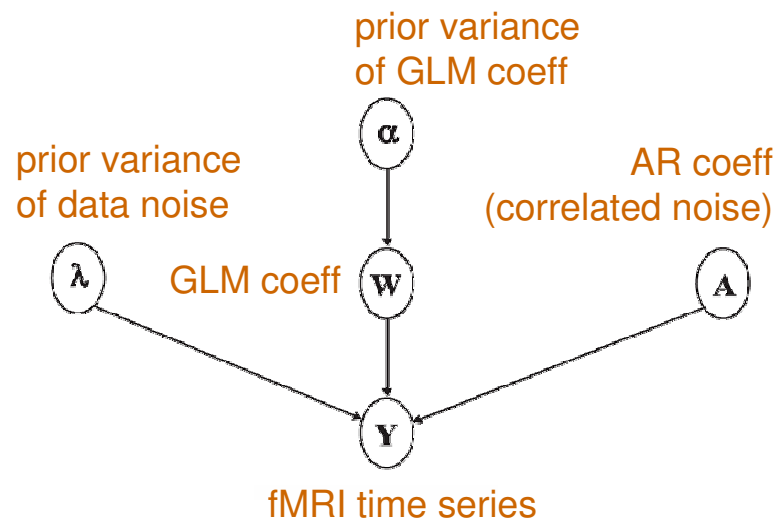 prior variance
of GLM coeff
α
prior variance
of data noise
AR coeff
(correlated noise)
λ
GLM coeff
W
A
Y
fMRI time series